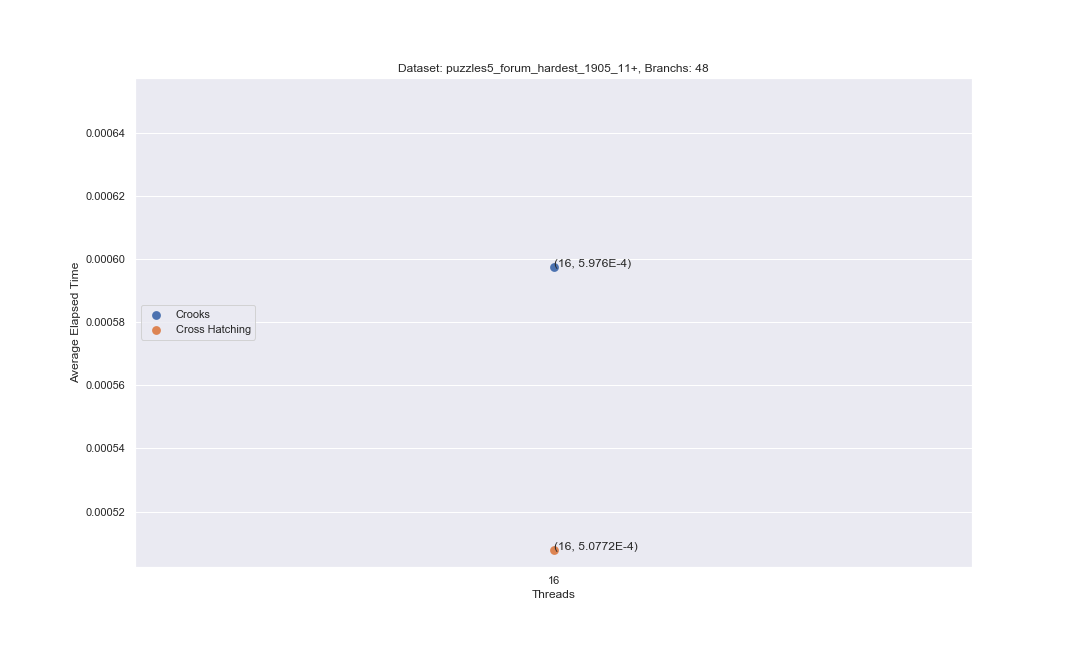 Dataset: puzzles5_forum_hardest_1905_11+, Branchs: 48
0.00064
0.00062
0.00060
0.00058
0.00056
0.00054
0.00052
Average Elapsed Time
(16, 5.976E-4)
Crooks
Cross Hatching
(16, 5.0772E-4)
16
Threads